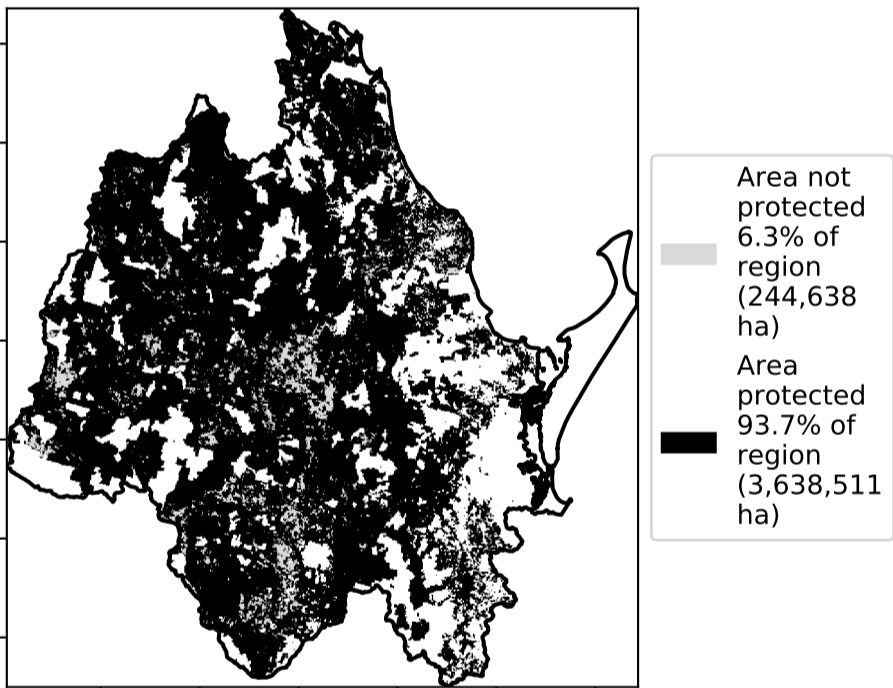 Area not
protected
6.3% of
region
(244,638
ha)
Area
protected
93.7% of
region
(3,638,511
ha)